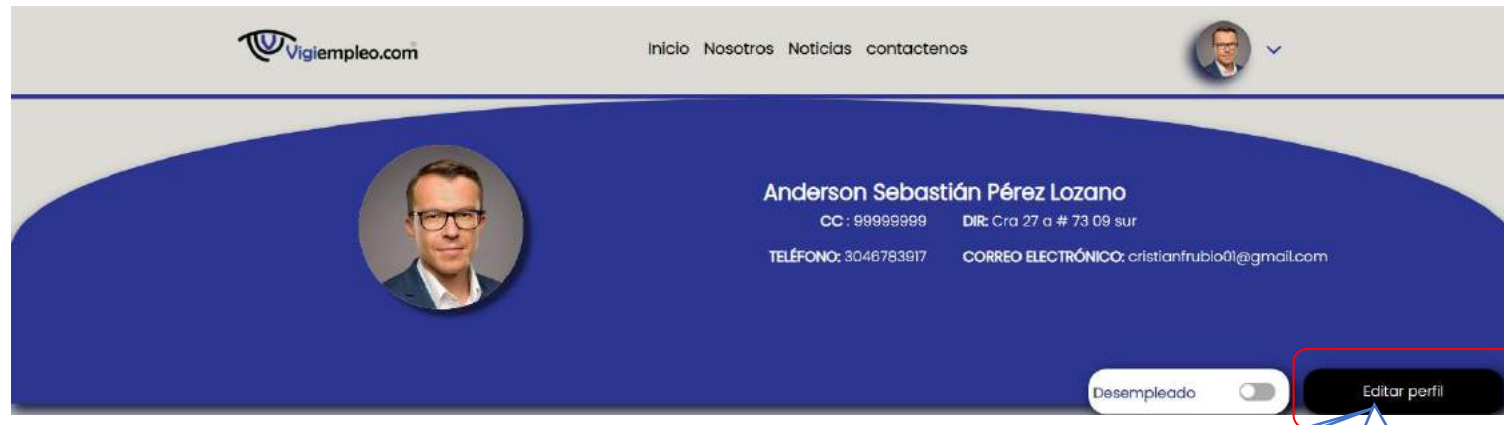 Vigiempleo.com
Inicio Nosotros Noticias contactenos
Anderson Sebastián Pérez Lozano
CC : 99999999 DIR: Cra 27 a # 73 09 sur
TELÉFONO: 3046783917 CORREO ELECTRÓNICO: cristianfrubio01@gmail.com
Desempleado
Editar perfil